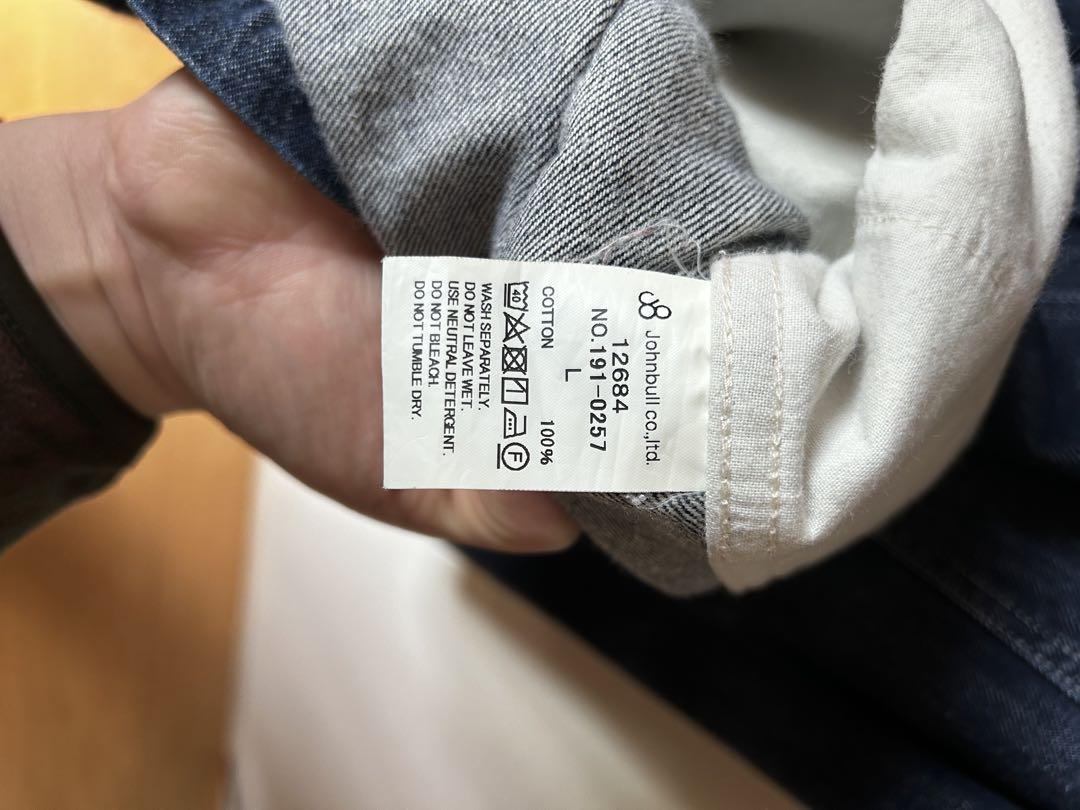 Johnbull co.,ltd.
12684
NO.191-0257
L
COTTON 100%
40
F
WASH SEPARATELY.
DO NOT LEAVE WET.
USE NEUTRAL DETERGENT.
DO NOT BLEACH.
DO NOT TUMBLE DRY.